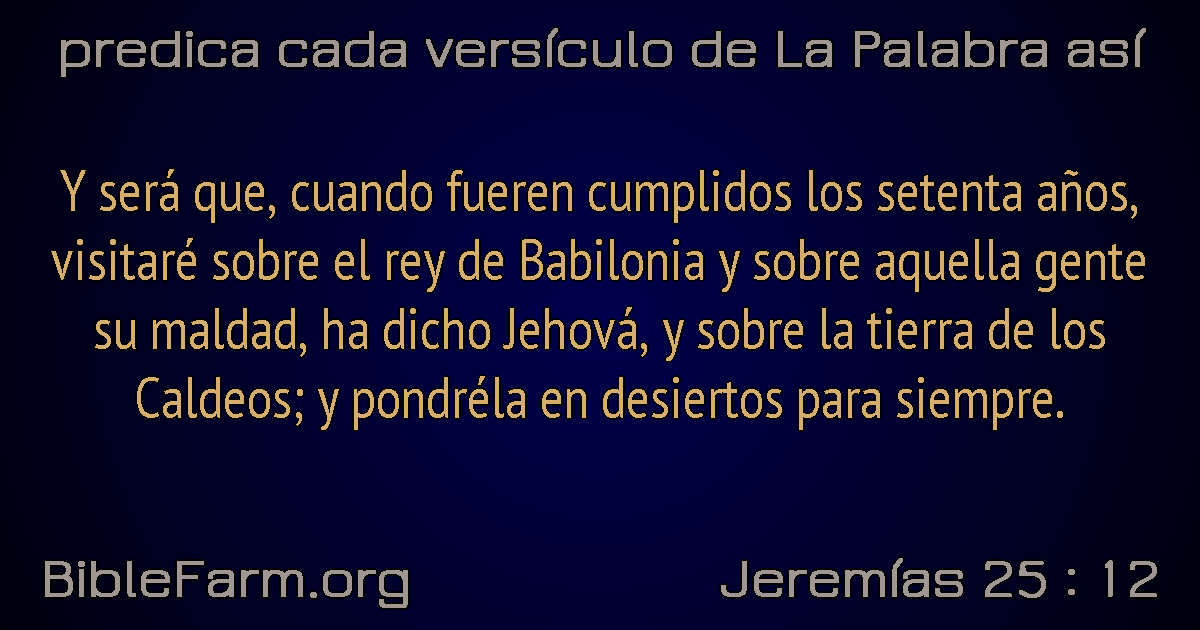 predica cada versículo de La Palabra así
Y será que, cuando fueren cumplidos los setenta años,
visitaré sobre el rey de Babilonia y sobre aquella gente
su maldad, ha dicho Jehová, y sobre la tierra de los
Caldeos; y pondréla en desiertos para siempre.
BibleFarm.org
Jeremías 25 : 12